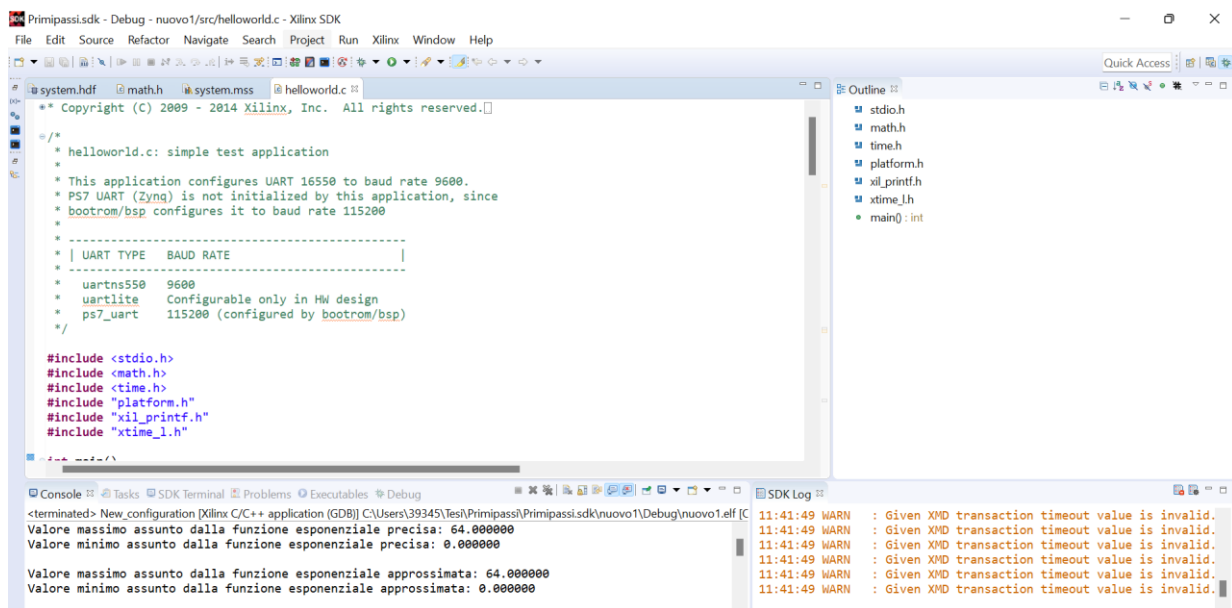 SDK Primipassi.sdk - Debug - nuovo1/src/helloworld.c - Xilinx SDK
File Edit Source Refactor Navigate Search Project Run Xilinx Window Help
Quick Access
system.hdf math.h system.mss helloworld.c
* Copyright (C) 2009 - 2014 Xilinx, Inc.  All rights reserved.
/*
 * helloworld.c: simple test application
 *
 * This application configures UART 16550 to baud rate 9600.
 * PS7 UART (Zynq) is not initialized by this application, since
 * bootrom/bsp configures it to baud rate 115200
 *
 * ------------------------------------------------
 * | UART TYPE   BAUD RATE                        |
 * ------------------------------------------------
 *   uartns550   9600
 *   uartlite    Configurable only in HW design
 *   ps7_uart    115200 (configured by bootrom/bsp)
 */
#include <stdio.h>
#include <math.h>
#include <time.h>
#include "platform.h"
#include "xil_printf.h"
#include "xtime_l.h"
int main()
Outline
stdio.h
math.h
time.h
platform.h
xil_printf.h
xtime_l.h
main() : int
Console Tasks SDK Terminal Problems Executables Debug
<terminated> New_configuration [Xilinx C/C++ application (GDB)] C:\Users\39345\Tesi\Primipassi\Primipassi.sdk\nuovo1\Debug\nuovo1.elf [C
Valore massimo assunto dalla funzione esponenziale precisa: 64.000000
Valore minimo assunto dalla funzione esponenziale precisa: 0.000000
Valore massimo assunto dalla funzione esponenziale approssimata: 64.000000
Valore minimo assunto dalla funzione esponenziale approssimata: 0.000000
SDK Log
11:41:49 WARN   : Given XMD transaction timeout value is invalid.
11:41:49 WARN   : Given XMD transaction timeout value is invalid.
11:41:49 WARN   : Given XMD transaction timeout value is invalid.
11:41:49 WARN   : Given XMD transaction timeout value is invalid.
11:41:49 WARN   : Given XMD transaction timeout value is invalid.
11:41:49 WARN   : Given XMD transaction timeout value is invalid.